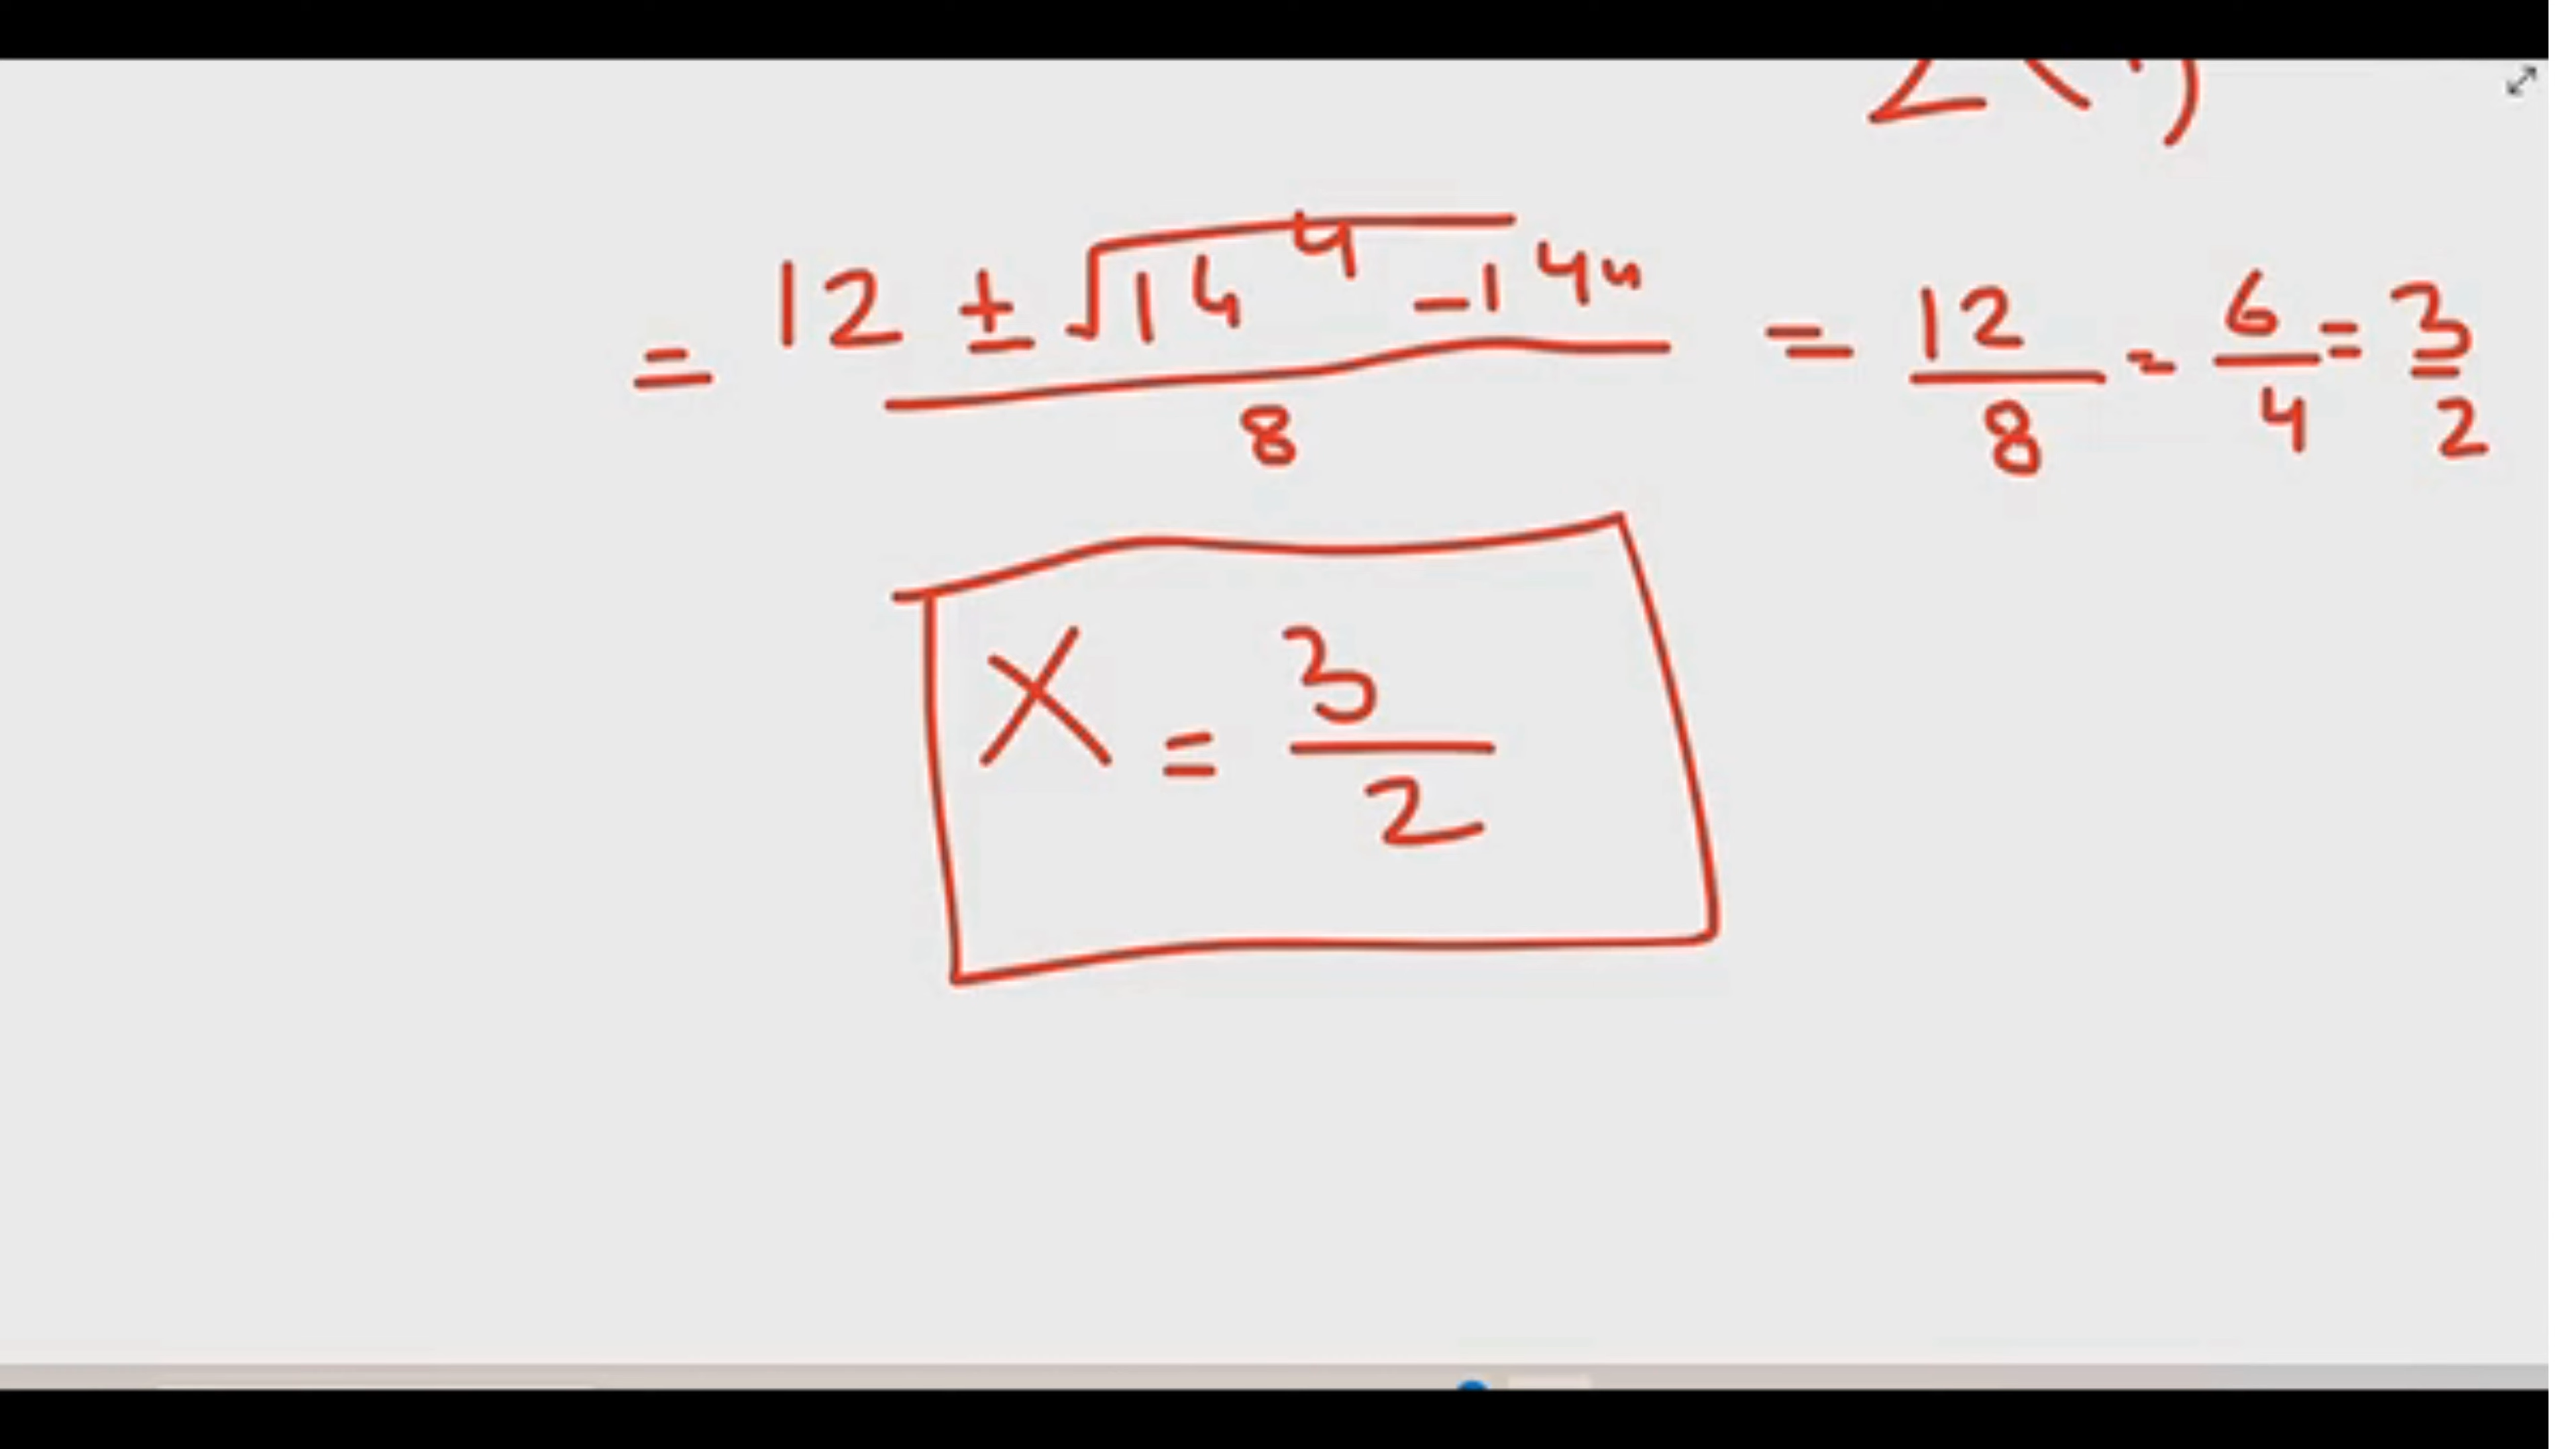 = 12 ± √144 - 144 / 8 = 12/8 = 6/4 = 3/2
X = 3/2